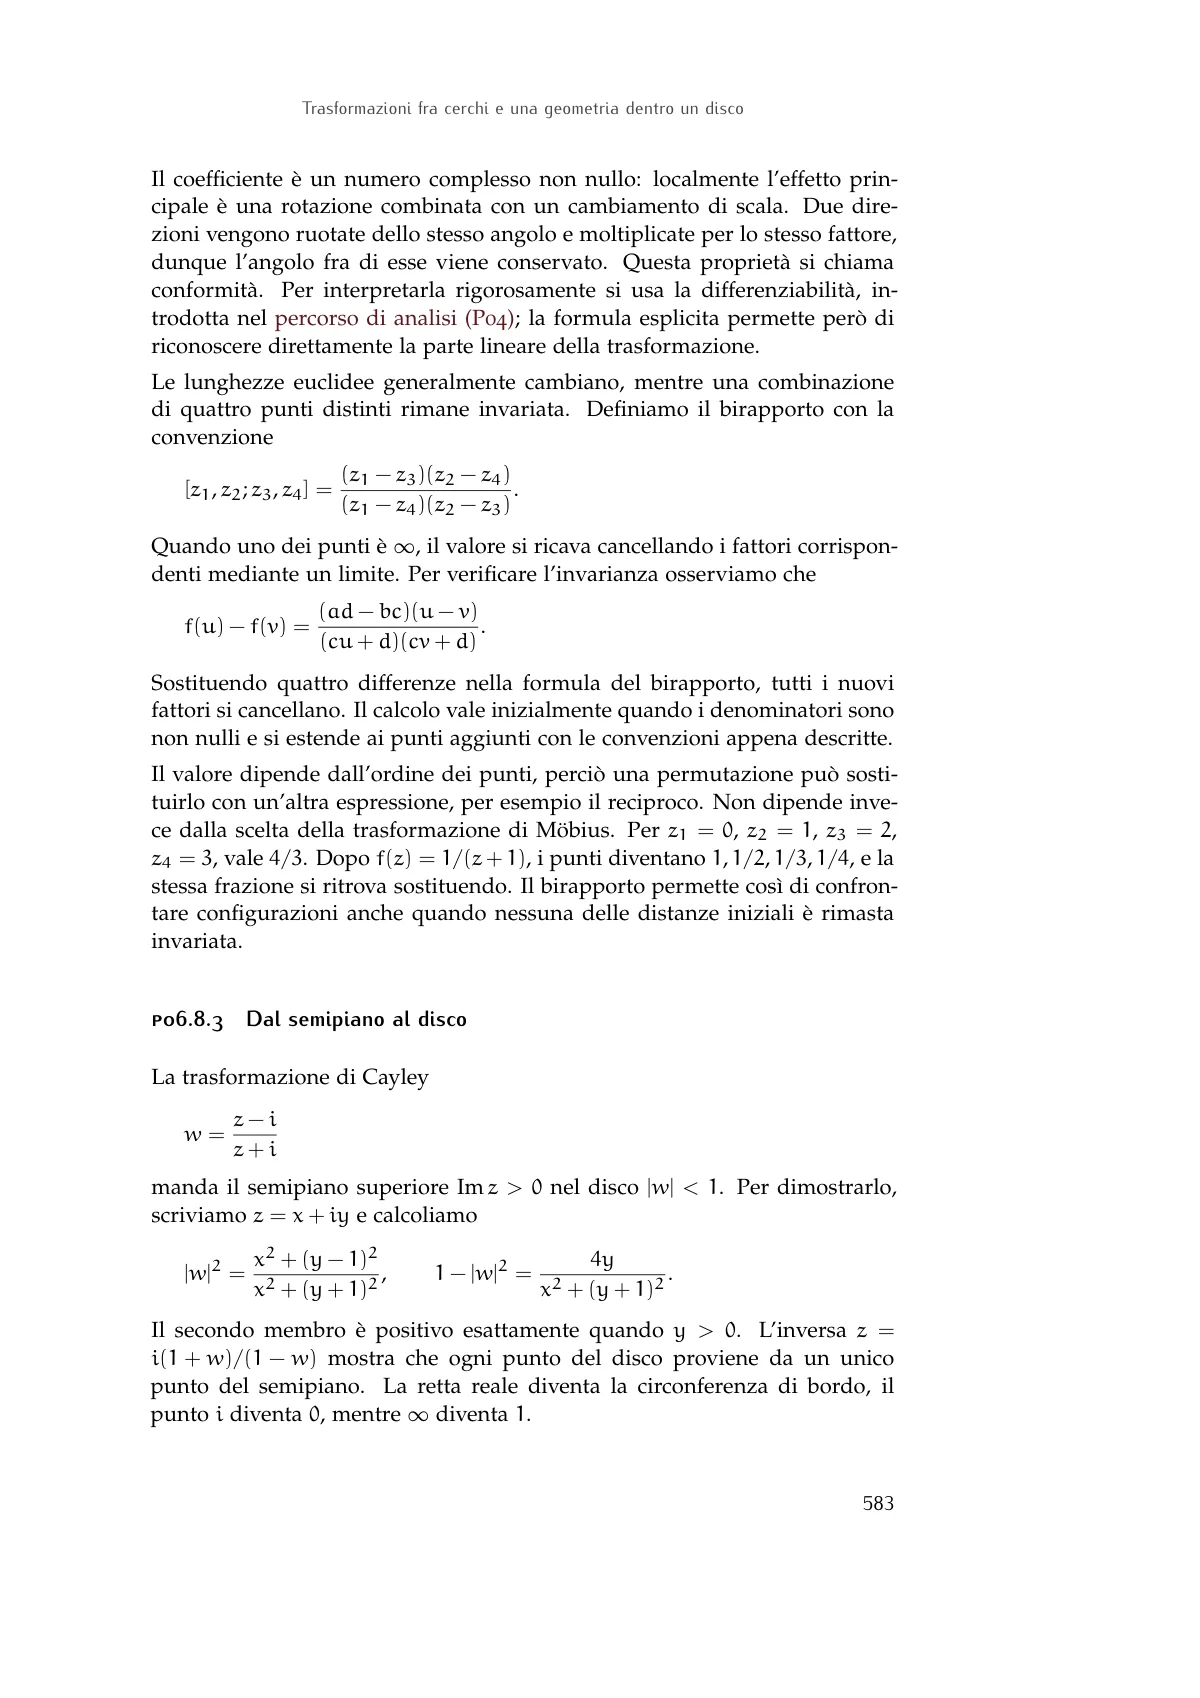 Trasformazioni fra cerchi e una geometria dentro un disco
Il coefficiente è un numero complesso non nullo: localmente l'effetto prin-
cipale è una rotazione combinata con un cambiamento di scala. Due dire-
zioni vengono ruotate dello stesso angolo e moltiplicate per lo stesso fattore,
dunque l'angolo fra di esse viene conservato. Questa proprietà si chiama
conformità. Per interpretarla rigorosamente si usa la differenziabilità, in-
trodotta nel percorso di analisi (P04); la formula esplicita permette però di
riconoscere direttamente la parte lineare della trasformazione.
Le lunghezze euclidee generalmente cambiano, mentre una combinazione
di quattro punti distinti rimane invariata. Definiamo il birapporto con la
convenzione
[z₁, z₂; z₃, z₄] = (z₁ − z₃)(z₂ − z₄) / (z₁ − z₄)(z₂ − z₃).
Quando uno dei punti è ∞, il valore si ricava cancellando i fattori corrispon-
denti mediante un limite. Per verificare l'invarianza osserviamo che
f(u) − f(v) = (ad − bc)(u − v) / (cu + d)(cv + d).
Sostituendo quattro differenze nella formula del birapporto, tutti i nuovi
fattori si cancellano. Il calcolo vale inizialmente quando i denominatori sono
non nulli e si estende ai punti aggiunti con le convenzioni appena descritte.
Il valore dipende dall'ordine dei punti, perciò una permutazione può sosti-
tuirlo con un'altra espressione, per esempio il reciproco. Non dipende inve-
ce dalla scelta della trasformazione di Möbius. Per z₁ = 0, z₂ = 1, z₃ = 2,
z₄ = 3, vale 4/3. Dopo f(z) = 1/(z + 1), i punti diventano 1, 1/2, 1/3, 1/4, e la
stessa frazione si ritrova sostituendo. Il birapporto permette così di confron-
tare configurazioni anche quando nessuna delle distanze iniziali è rimasta
invariata.
P06.8.3 Dal semipiano al disco
La trasformazione di Cayley
w = (z − i) / (z + i)
manda il semipiano superiore Im z > 0 nel disco |w| < 1. Per dimostrarlo,
scriviamo z = x + iy e calcoliamo
|w|² = (x² + (y − 1)²) / (x² + (y + 1)²), 1 − |w|² = 4y / (x² + (y + 1)²).
Il secondo membro è positivo esattamente quando y > 0. L'inversa z =
i(1 + w)/(1 − w) mostra che ogni punto del disco proviene da un unico
punto del semipiano. La retta reale diventa la circonferenza di bordo, il
punto i diventa 0, mentre ∞ diventa 1.
583